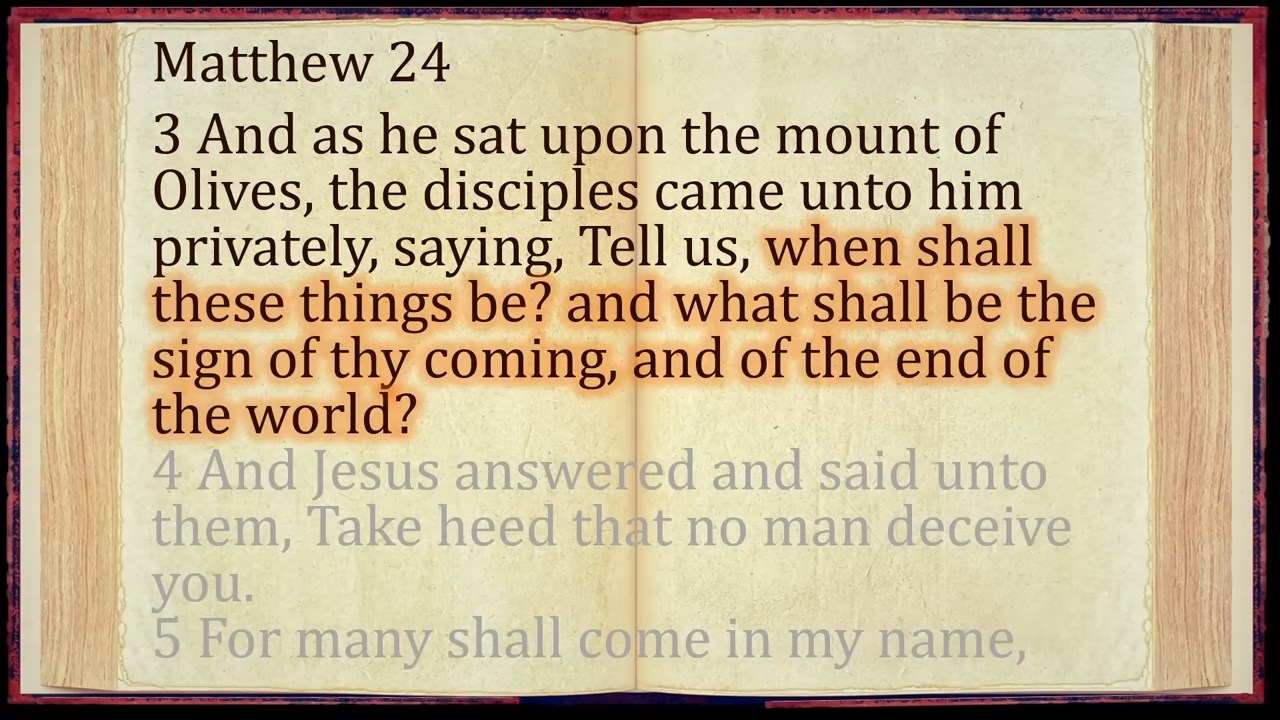 Matthew 24
3 And as he sat upon the mount of
Olives, the disciples came unto him
privately, saying, Tell us, when shall
these things be? and what shall be the
sign of thy coming, and of the end of
the world?
4 And Jesus answered and said unto
them, Take heed that no man deceive
you.
5 For many shall come in my name,